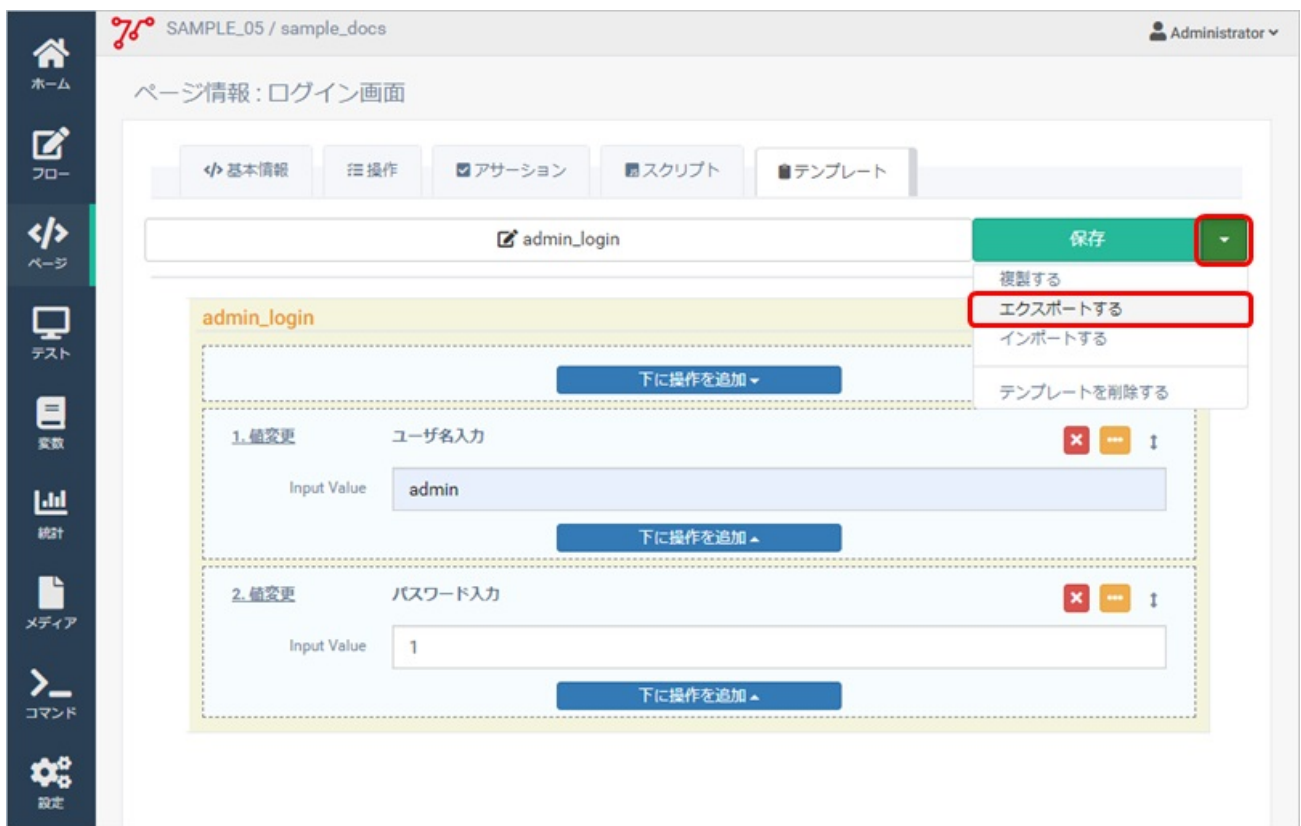 SAMPLE_05 / sample_docs
Administrator
ホーム
フロー
ページ
テスト
変数
統計
メディア
コマンド
設定
ページ情報 : ログイン画面
基本情報
操作
アサーション
スクリプト
テンプレート
admin_login
保存
複製する
エクスポートする
インポートする
テンプレートを削除する
admin_login
下に操作を追加
1. 値変更 ユーザ名入力
Input Value admin
下に操作を追加
2. 値変更 パスワード入力
Input Value 1
下に操作を追加